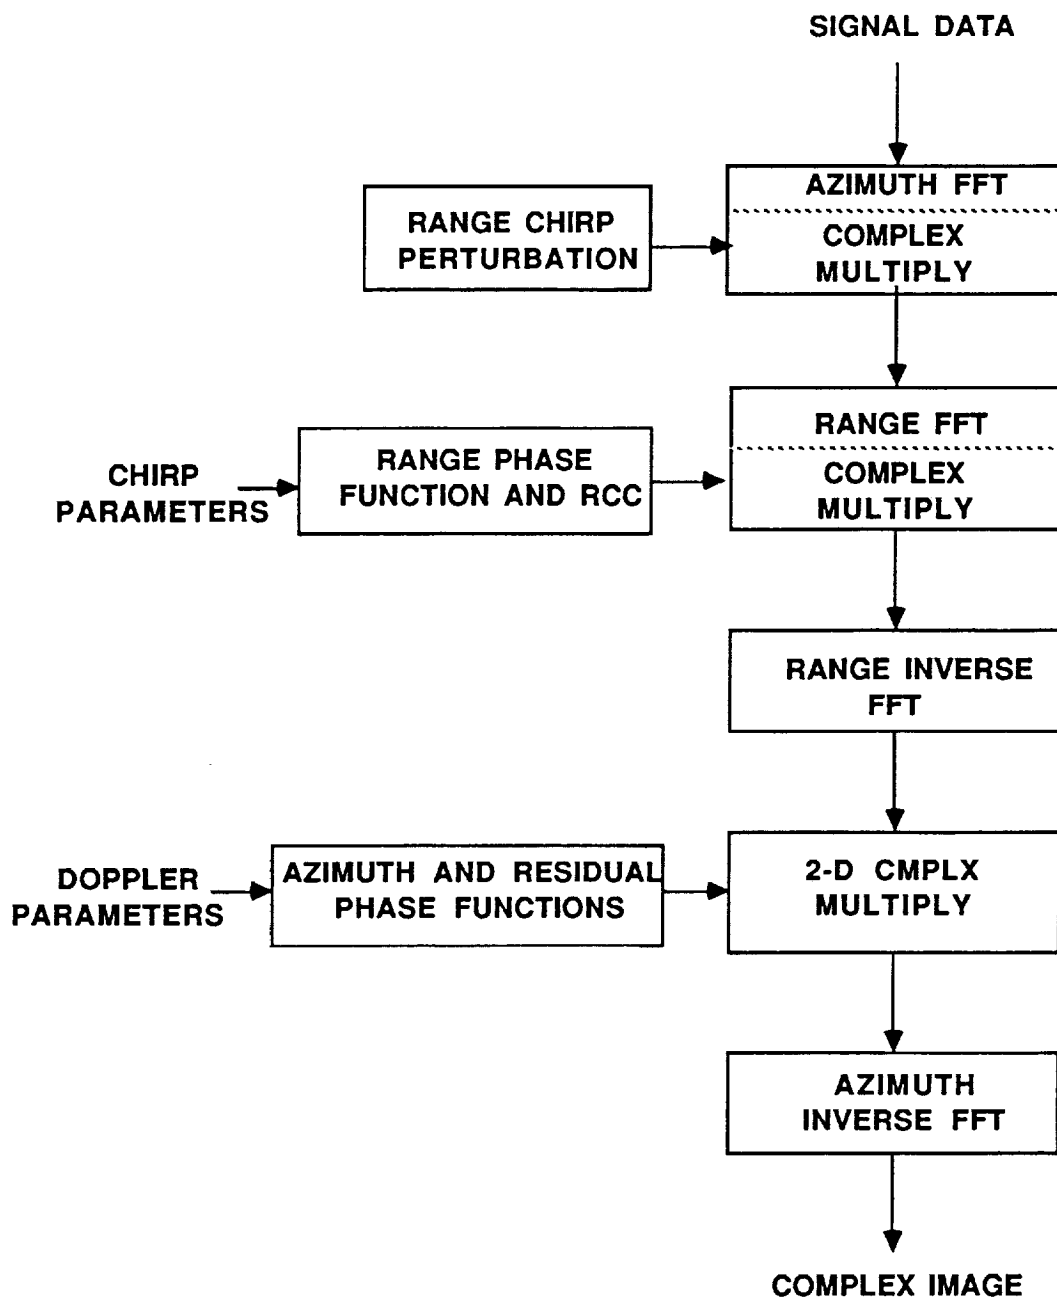 SIGNAL DATA
AZIMUTH FFT
COMPLEX
MULTIPLY
RANGE CHIRP
PERTURBATION
RANGE FFT
COMPLEX
MULTIPLY
RANGE PHASE
FUNCTION AND RCC
CHIRP
PARAMETERS
RANGE INVERSE
FFT
2-D CMPLX
MULTIPLY
AZIMUTH AND RESIDUAL
PHASE FUNCTIONS
DOPPLER
PARAMETERS
AZIMUTH
INVERSE FFT
COMPLEX IMAGE